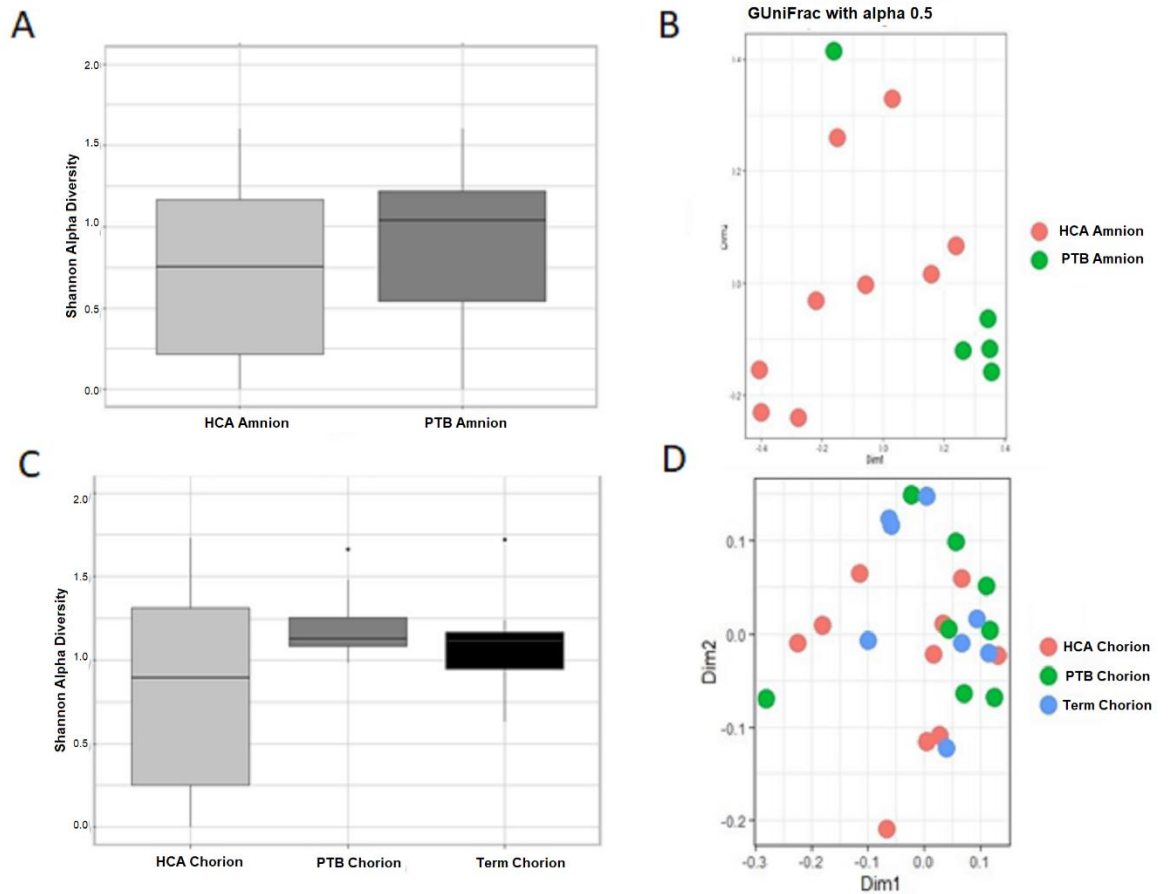 A
2.0
1.5
1.0
0.5
0.0
Shannon Alpha Diversity
HCA Amnion
PTB Amnion
B
GUniFrac with alpha 0.5
HCA Amnion
PTB Amnion
C
2.0
1.5
1.0
0.5
0.0
Shannon Alpha Diversity
HCA Chorion
PTB Chorion
Term Chorion
D
0.1
0.0
-0.1
-0.2
Dim2
-0.3
-0.2
-0.1
0.0
0.1
Dim1
HCA Chorion
PTB Chorion
Term Chorion